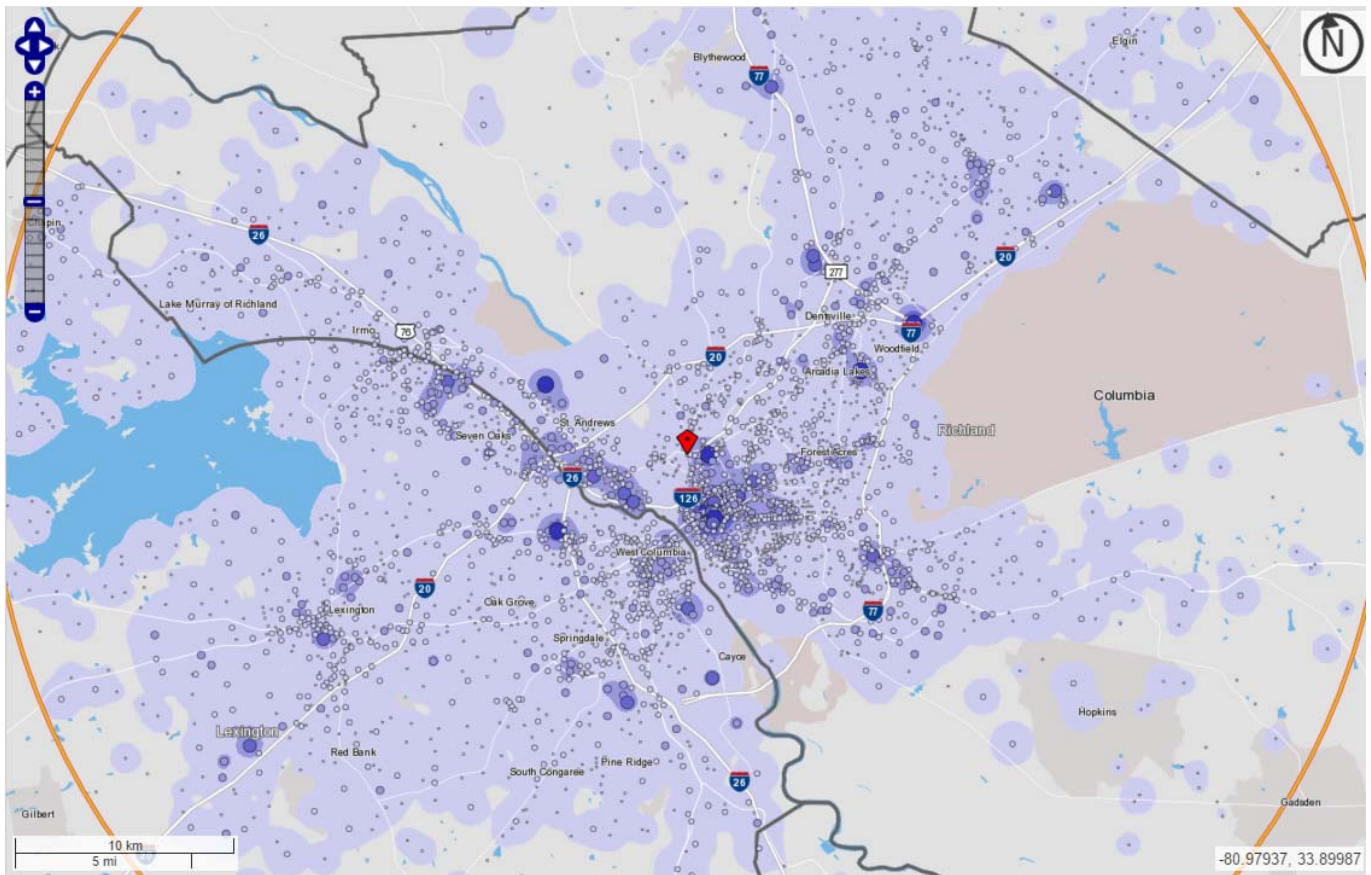 N
Elgin
Blythewood
77
26
Chapin
20
277
Lake Murray of Richland
Irmo
76
Dentsville
77
20
Woodfield
Arcadia Lakes
Columbia
St. Andrews
Seven Oaks
Richland
Forest Acres
26
126
West Columbia
20
Oak Grove
Lexington
77
Springdale
Cayce
Hopkins
Lexington
Red Bank
Pine Ridge
South Congaree
26
Gadsden
Gilbert
10 km
5 mi
-80.97937, 33.89987